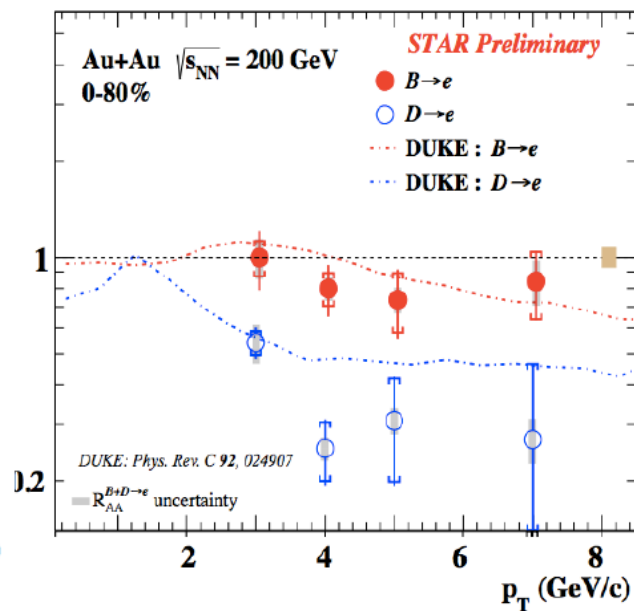 STAR Preliminary
Au+Au √sNN = 200 GeV
0-80%
B→e
D→e
DUKE : B→e
DUKE : D→e
1
DUKE: Phys. Rev. C 92, 024907
R_AA^B+D→e uncertainty
0.2
2 4 6 8
p_T (GeV/c)